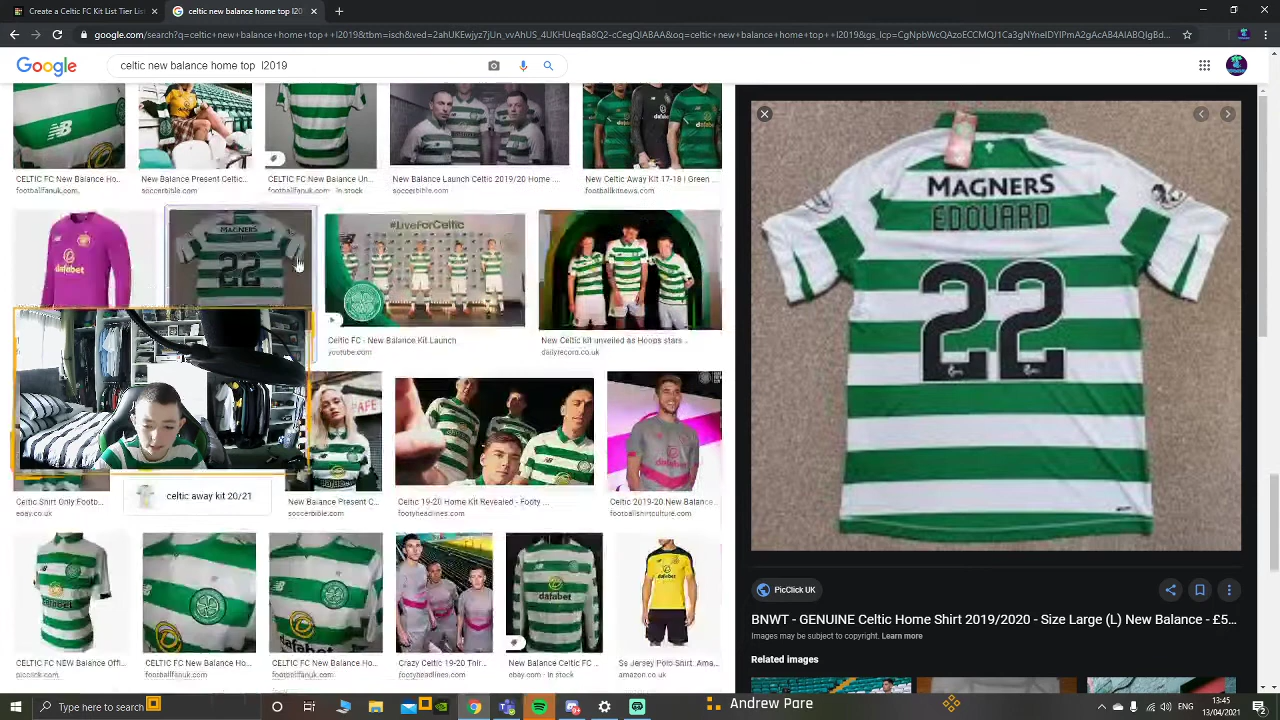 Create a Celtic Kit Kit List Tier List
celtic new balance home top l2019
google.com/search?q=celtic+new+balance+home+top+l2019
Google
celtic new balance home top l2019
CELTIC FC NEW Balance Ho...
footballfanuk.com
New Balance Present Celtic...
soccerbible.com
CELTIC FC NEW Balance Un...
footballfanuk.com · In stock
New Balance Launch Celtic 2019/20 Home ...
soccerbible.com
New Celtic Away Kit 17-18 | Green ...
footballkitnews.com
dafabet
MAGNERS
22
#LiveForCeltic
Celtic FC - New Balance Kit Launch
youtube.com
New Celtic kit unveiled as Hoops stars ...
dailyrecord.co.uk
Celtic Shirt Only Footb...
ebay.com · In stock
celtic away kit 20/21
New Balance Present C...
soccerbible.com
Celtic 19-20 Home Kit Revealed - Footy ...
footyheadlines.com
Celtic 2019-20 New Balance...
footballshirtculture.com
CELTIC FC NEW Balance Offi...
CELTIC FC NEW Balance Ho...
footballfanuk.com
CELTIC FC NEW Balance Ho...
footballfanuk.com
Crazy Celtic 19-20 Thir...
footyheadlines.com
dafabet
New Balance Celtic FC ...
ebay.com · In stock
dafabet
Ss Jersey Polo Shirt: Ama...
amazon.co.uk
MAGNERS
EDOUARD
22
PicClick UK
BNWT - GENUINE Celtic Home Shirt 2019/2020 - Size Large (L) New Balance - £5...
Images may be subject to copyright. Learn more
Related images
Type here to search
Andrew Pare
ENG
13:45
13/04/2021